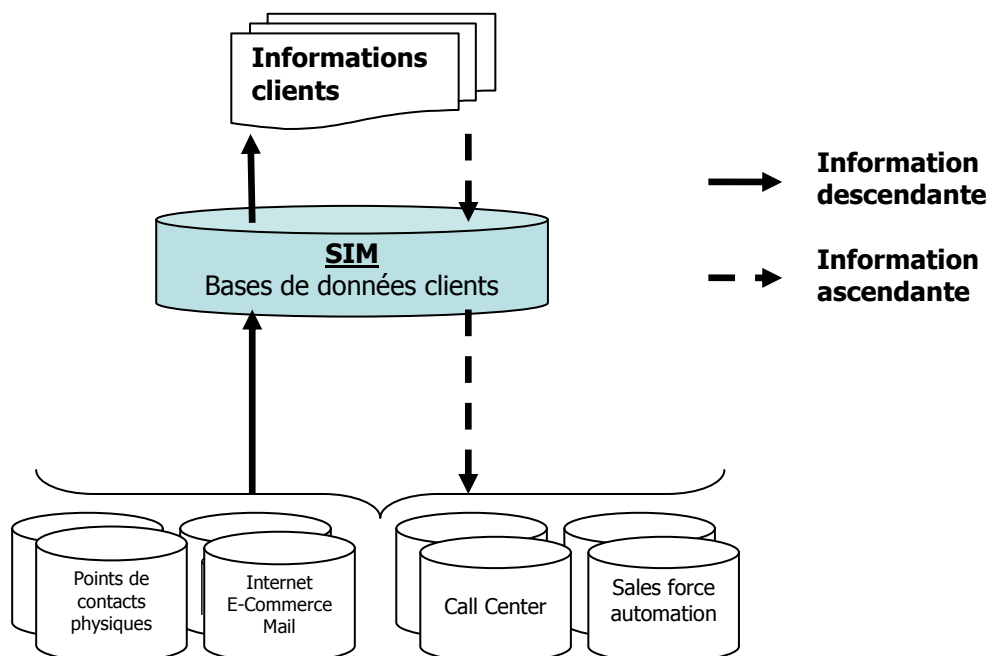 Informations
clients
Information
descendante
SIM
Bases de données clients
Information
ascendante
Points de
contacts
physiques
Internet
E-Commerce
Mail
Call Center
Sales force
automation